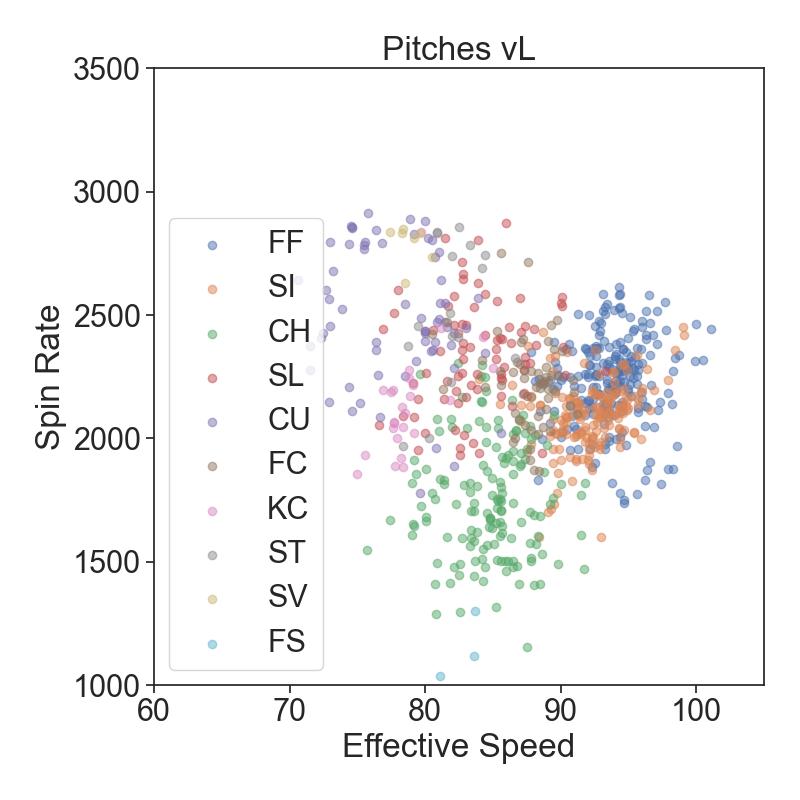 Pitches vL
3500
3000
2500
2000
1500
1000
Spin Rate
FF
SI
CH
SL
CU
FC
KC
ST
SV
FS
60 70 80 90 100
Effective Speed